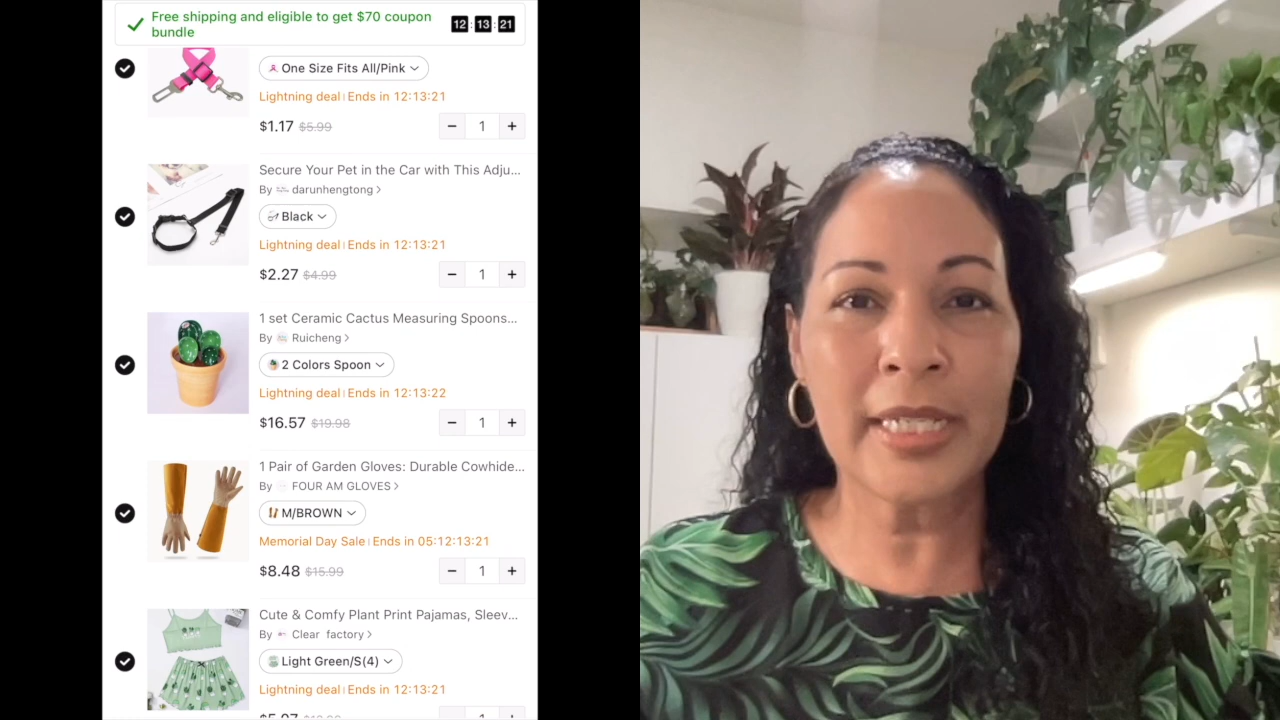 Free shipping and eligible to get $70 coupon
bundle
12:13:21
One Size Fits All/Pink
Lightning deal | Ends in 12:13:21
$1.17 $5.99
− 1 +
Secure Your Pet in the Car with This Adju...
By darunhengtong >
Black
Lightning deal | Ends in 12:13:21
$2.27 $4.99
− 1 +
1 set Ceramic Cactus Measuring Spoons...
By Ruicheng >
2 Colors Spoon
Lightning deal | Ends in 12:13:22
$16.57 $19.98
− 1 +
1 Pair of Garden Gloves: Durable Cowhide...
By FOUR AM GLOVES >
M/BROWN
Memorial Day Sale | Ends in 05:12:13:21
$8.48 $15.99
− 1 +
Cute & Comfy Plant Print Pajamas, Sleev...
By Clear factory >
Light Green/S(4)
Lightning deal | Ends in 12:13:21